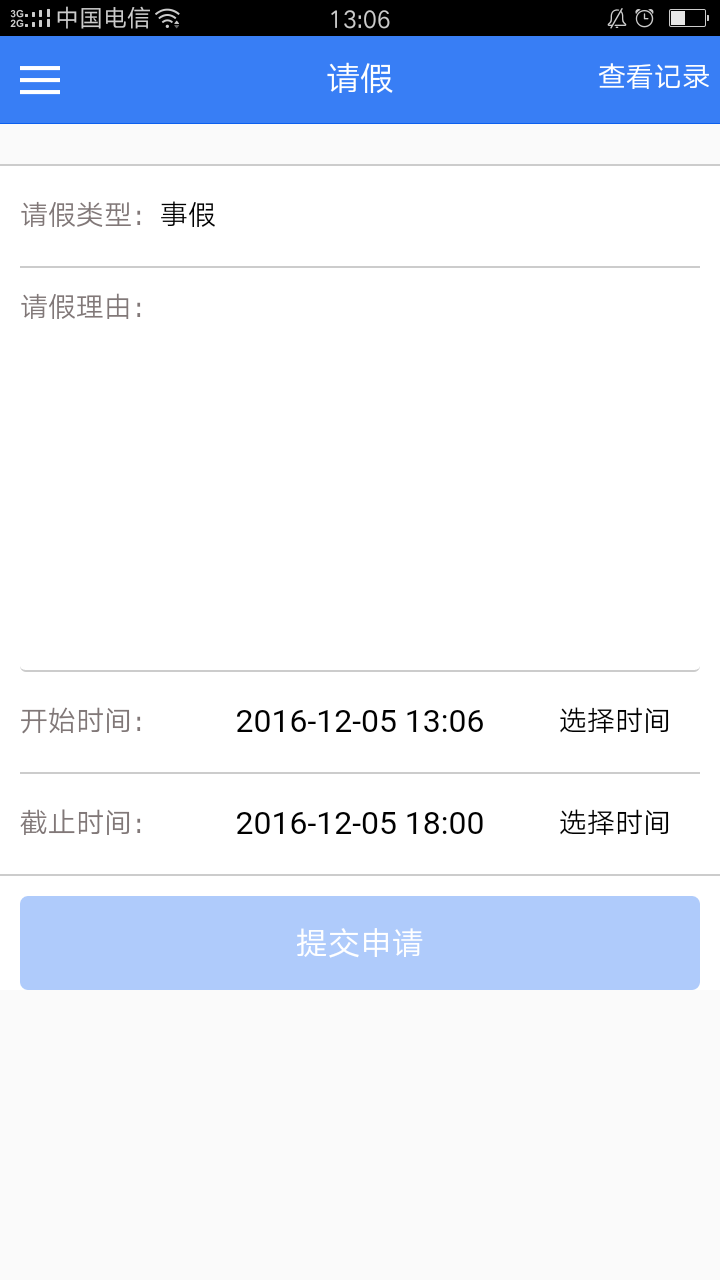 3G 2G 中国电信 13:06
请假 查看记录
请假类型: 事假
请假理由:
开始时间: 2016-12-05 13:06 选择时间
截止时间: 2016-12-05 18:00 选择时间
提交申请